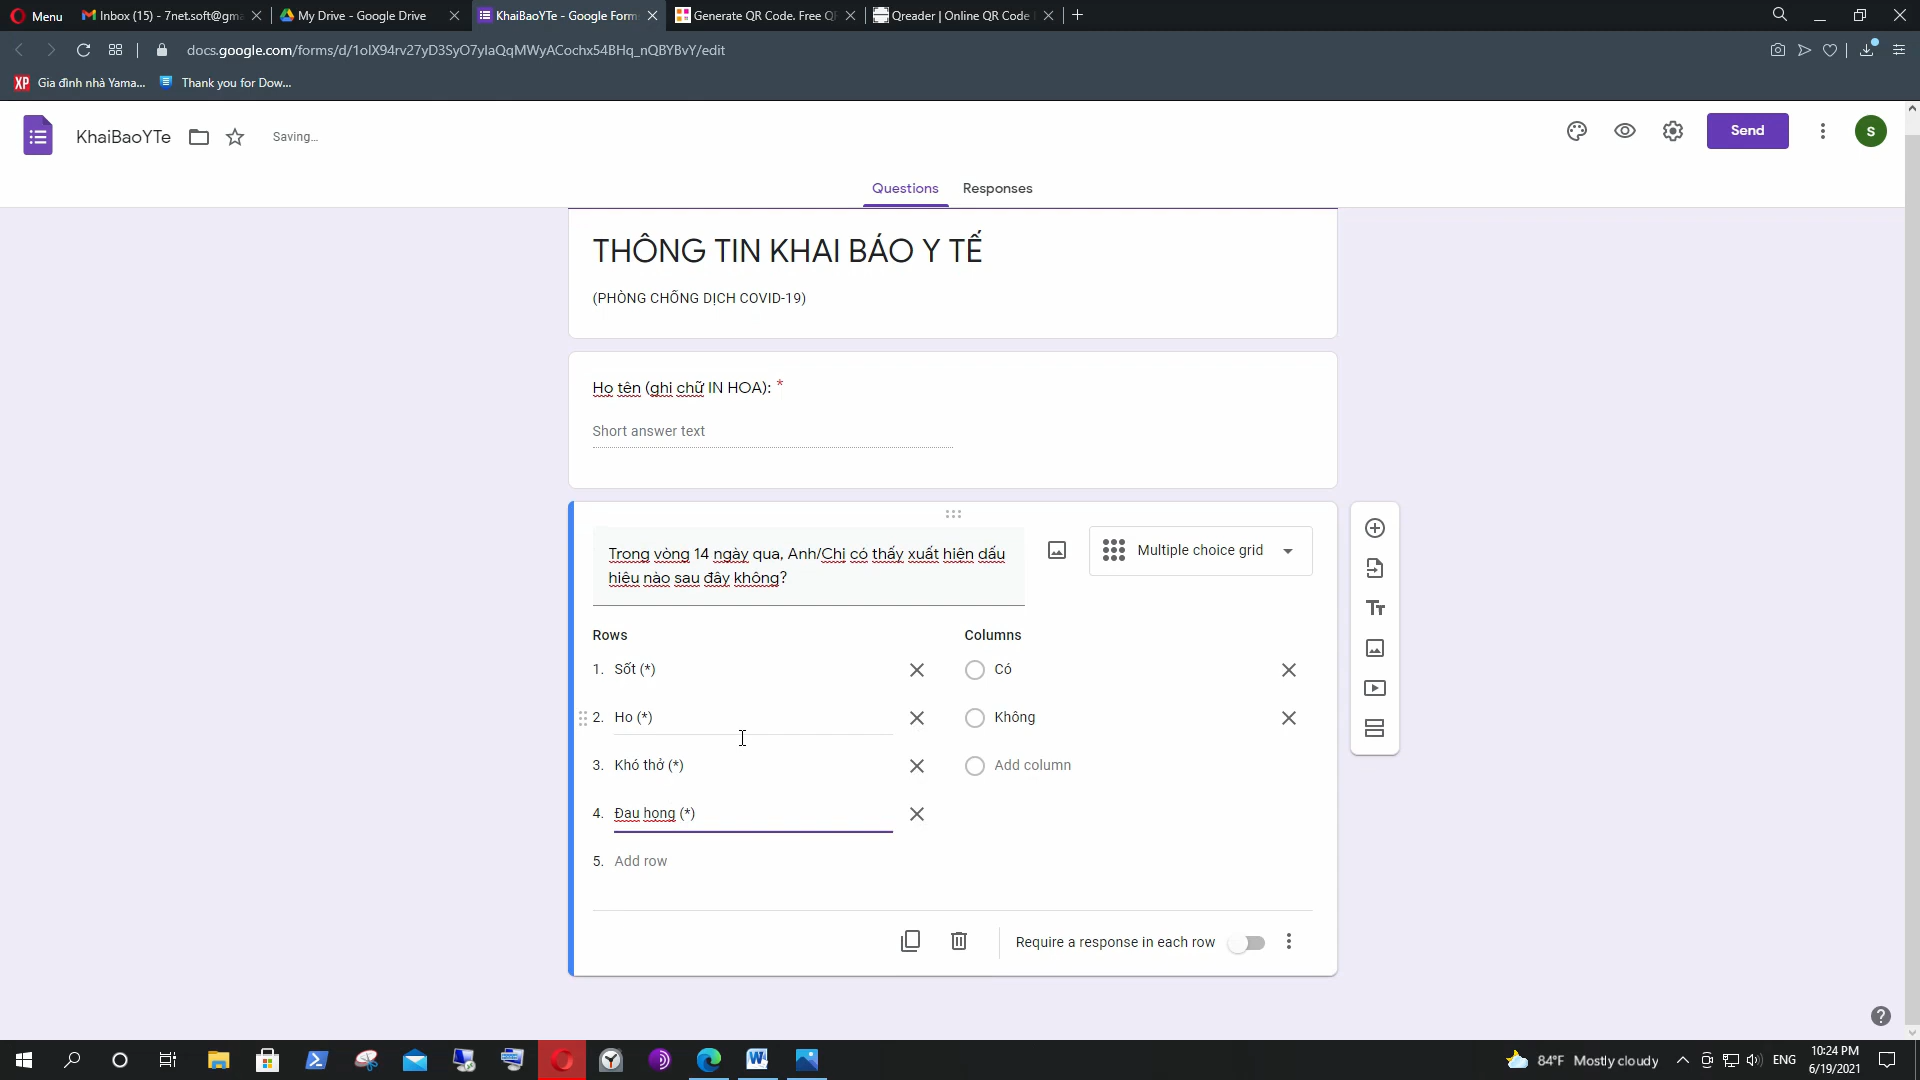 Menu
Inbox (15) - 7net.soft@gma
My Drive - Google Drive
KhaiBaoYTe - Google Form
Generate QR Code. Free Q
Qreader | Online QR Code
docs.google.com/forms/d/1oIX94rv27yD3SyO7ylaQqMWyACochx54BHq_nQBYBvY/edit
XP Gia đình nhà Yama...
Thank you for Dow...
KhaiBaoYTe
Saving...
Send
S
Questions
Responses
THÔNG TIN KHAI BÁO Y TẾ
(PHÒNG CHỐNG DỊCH COVID-19)
Họ tên (ghi chữ IN HOA): *
Short answer text
Trong vòng 14 ngày qua, Anh/Chị có thấy xuất hiện dấu
hiệu nào sau đây không?
Multiple choice grid
Rows
Columns
1. Sốt (*)
Có
2. Ho (*)
Không
3. Khó thở (*)
Add column
4. Đau họng (*)
5. Add row
Require a response in each row
84°F Mostly cloudy
ENG
10:24 PM
6/19/2021